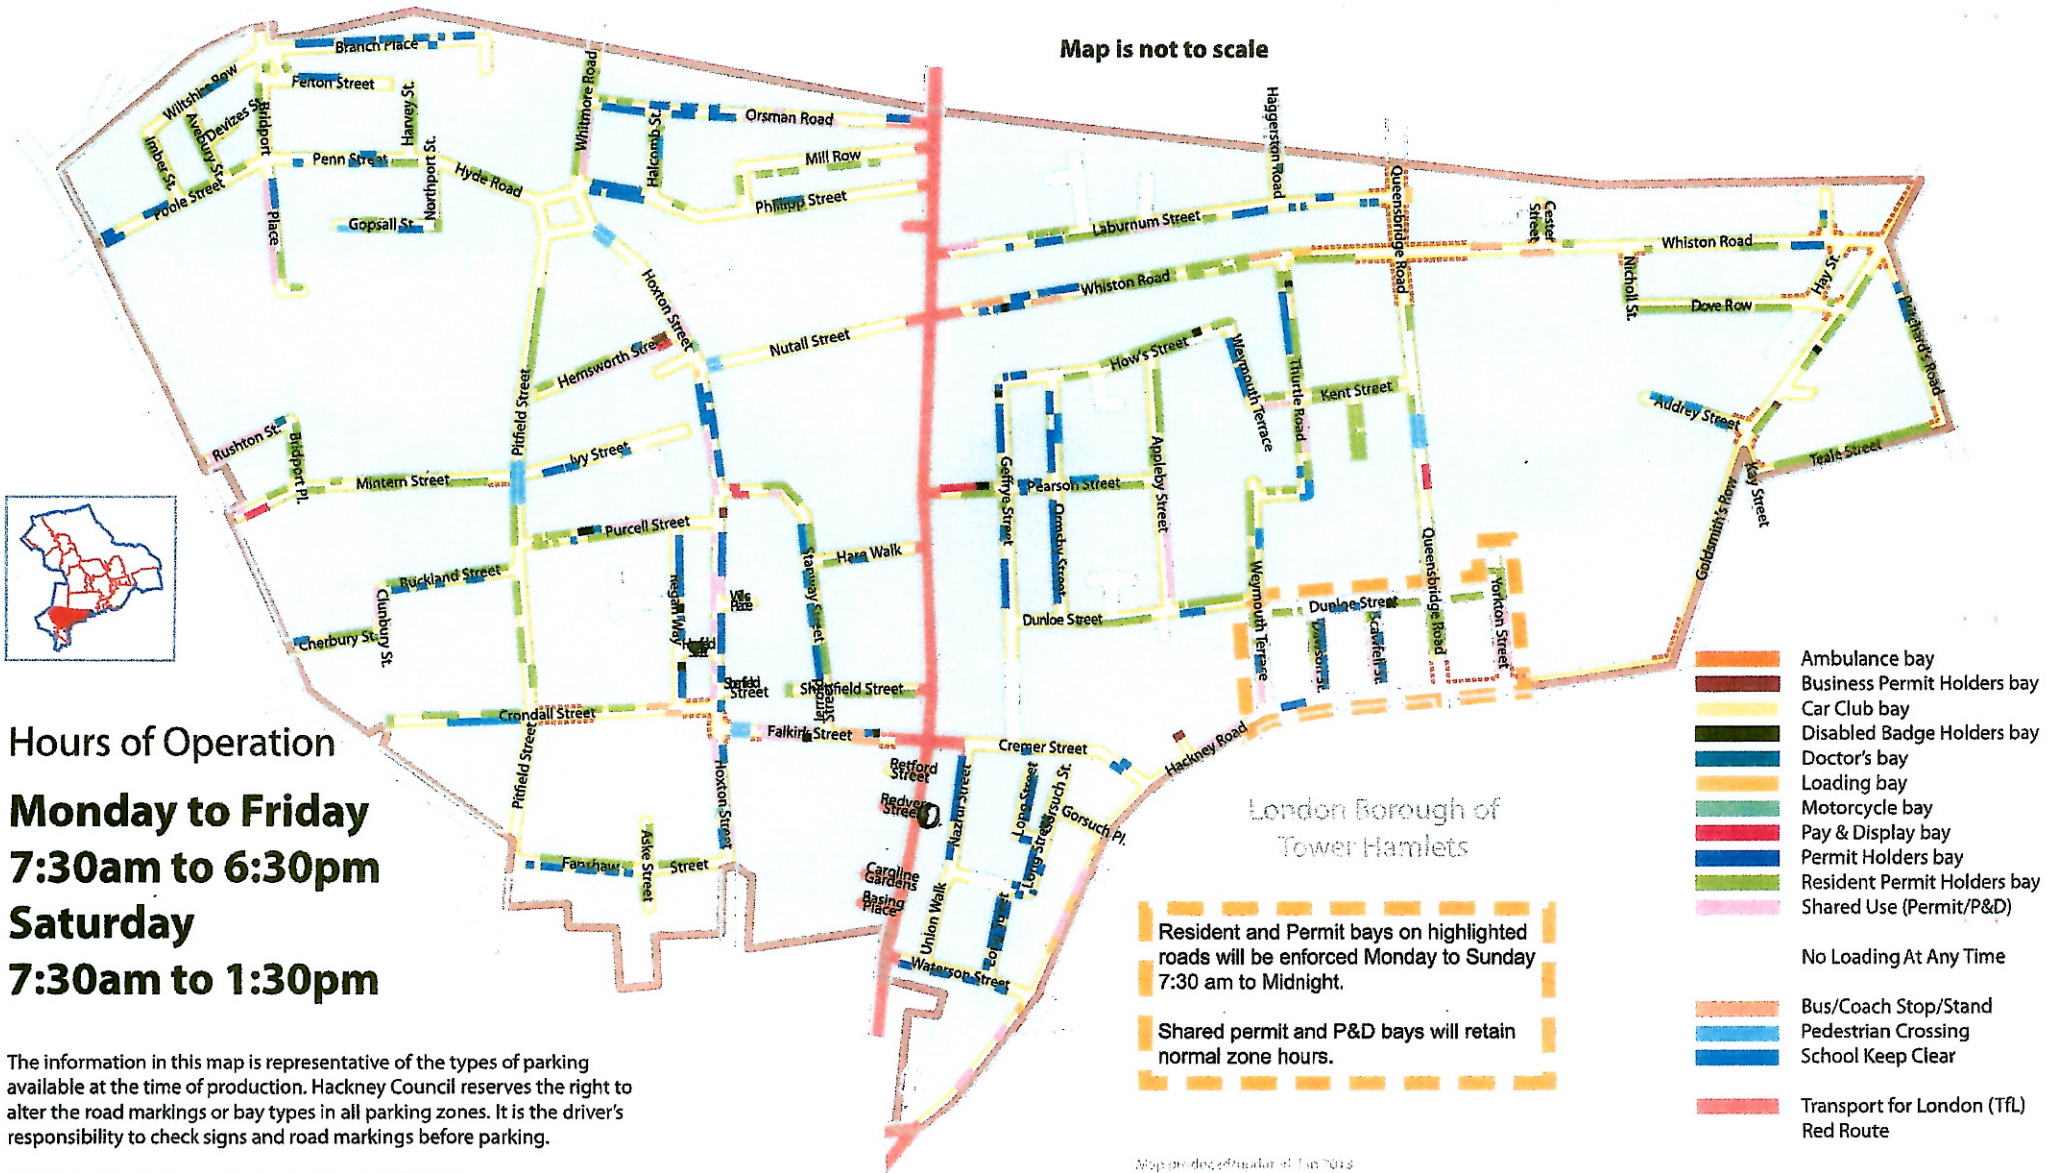 Map is not to scale
Branch Place
Wiltshire Row
Felton Street
Devizes St.
Avebury St.
Imber St.
Bridport
Place
Harvey St.
Penn Street
Northport St.
Poole Street
Gopsall St.
Hyde Road
Whitmore Road
Halcomb St.
Orsman Road
Mill Row
Phillipp Street
Haggerston Road
Laburnum Street
Queensbridge Road
Cester
Street
Whiston Road
Nicholl St.
Hay St.
Dove Row
Whiston Road
Hoxton Street
Nutall Street
Hemsworth Street
Pitfield Street
How's Street
Weymouth Terrace
Thurtle Road
Kent Street
Audrey Street
Teale Street
Kay Street
Goldsmith's Row
Rushton St.
Bridport Pl.
Mintern Street
Ivy Street
Purcell Street
Geffrye Street
Pearson Street
Ormsby Street
Appleby Street
Hare Walk
Stanway Street
Buckland Street
Clunbury St.
Cherbury St.
Dunloe Street
Weymouth Terrace
Dunloe Street
Queensbridge Road
Yorkton Street
Scawfell St.
Street
Shenfield Street
Crondall Street
Falkirk Street
Cremer Street
Hackney Road
Pitfield Street
Hoxton Street
Retford
Street
Nazrul Street
Long Street
Gorsuch St.
Gorsuch Pl.
Long Street
Fanshaw Street
Aske Street
Caroline
Gardens
Basing
Place
Union Walk
Waterson Street
London Borough of
Tower Hamlets
Hours of Operation
Monday to Friday
7:30am to 6:30pm
Saturday
7:30am to 1:30pm
The information in this map is representative of the types of parking
available at the time of production. Hackney Council reserves the right to
alter the road markings or bay types in all parking zones. It is the driver's
responsibility to check signs and road markings before parking.
Resident and Permit bays on highlighted
roads will be enforced Monday to Sunday
7:30 am to Midnight.
Shared permit and P&D bays will retain
normal zone hours.
Ambulance bay
Business Permit Holders bay
Car Club bay
Disabled Badge Holders bay
Doctor's bay
Loading bay
Motorcycle bay
Pay & Display bay
Permit Holders bay
Resident Permit Holders bay
Shared Use (Permit/P&D)
No Loading At Any Time
Bus/Coach Stop/Stand
Pedestrian Crossing
School Keep Clear
Transport for London (TfL)
Red Route